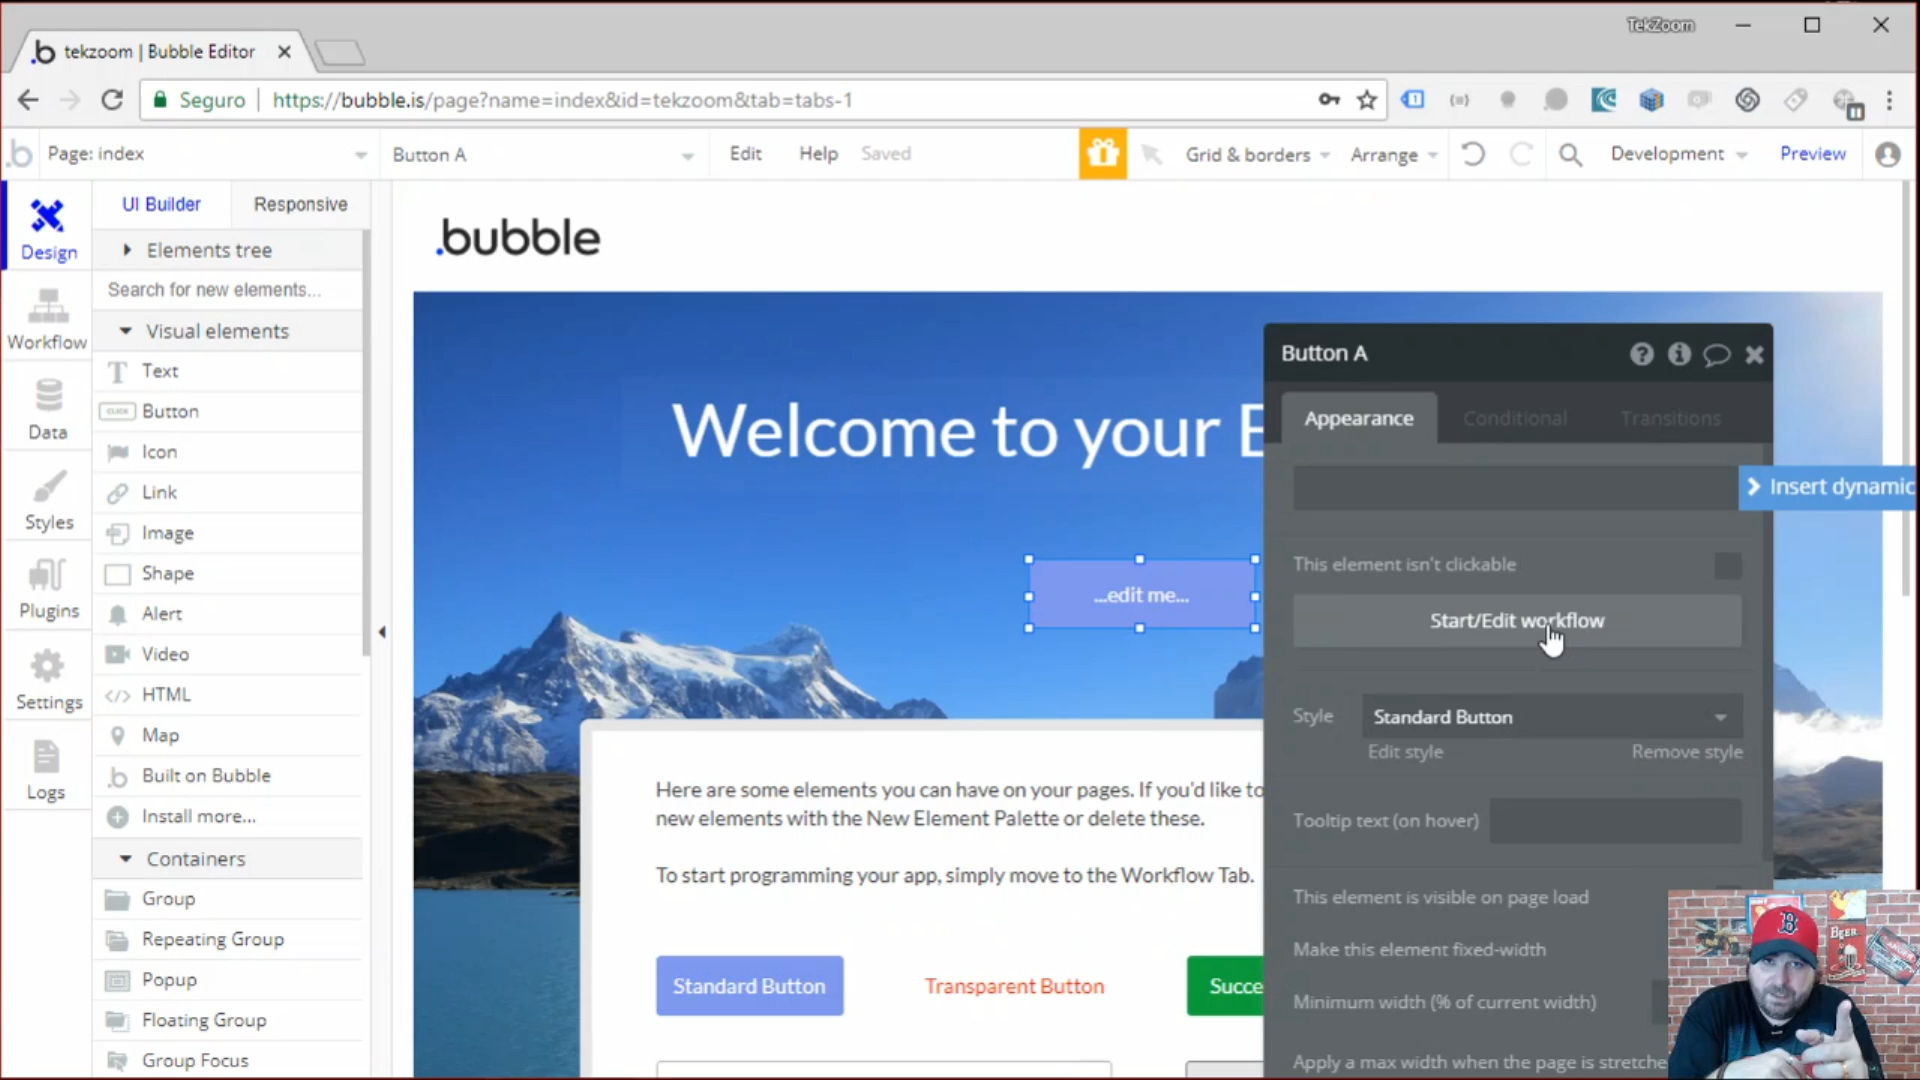 TekZoom
tekzoom | Bubble Editor
Seguro
https://bubble.is/page?name=index&id=tekzoom&tab=tabs-1
Page: index
Button A
Edit
Help
Saved
Grid & borders
Arrange
Development
Preview
Design
Workflow
Data
Styles
Plugins
Settings
Logs
UI Builder
Responsive
Elements tree
Search for new elements...
Visual elements
Text
CLICK
Button
Icon
Link
Image
Shape
Alert
Video
HTML
Map
Built on Bubble
Install more...
Containers
Group
Repeating Group
Popup
Floating Group
Group Focus
.bubble
Welcome to your
...edit me...
Here are some elements you can have on your pages. If you'd like to
new elements with the New Element Palette or delete these.
To start programming your app, simply move to the Workflow Tab.
Standard Button
Transparent Button
Succe
Button A
Appearance
Conditional
Transitions
Insert dynamic
This element isn't clickable
Start/Edit workflow
Style
Standard Button
Edit style
Remove style
Tooltip text (on hover)
This element is visible on page load
Make this element fixed-width
Minimum width (% of current width)
Apply a max width when the page is stretche
B
BEER